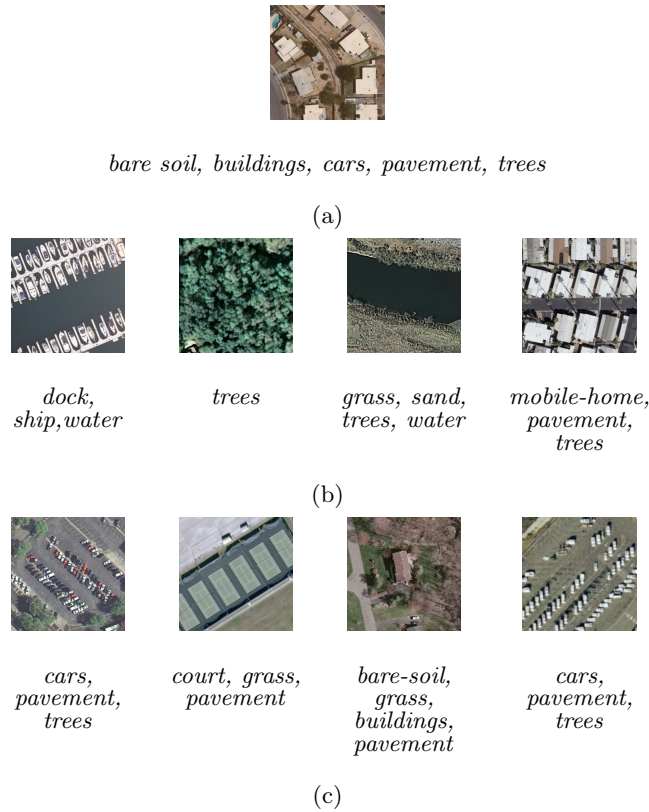 bare soil, buildings, cars, pavement, trees
(a)
dock,
ship,water
trees
grass, sand,
trees, water
mobile-home,
pavement,
trees
(b)
cars,
pavement,
trees
court, grass,
pavement
bare-soil,
grass,
buildings,
pavement
cars,
pavement,
trees
(c)